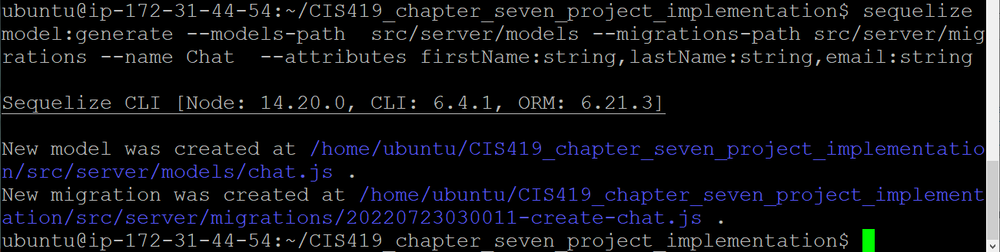 ubuntu@ip-172-31-44-54:~/CIS419_chapter_seven_project_implementation$ sequelize
model:generate --models-path  src/server/models --migrations-path src/server/mig
rations --name Chat  --attributes firstName:string,lastName:string,email:string
Sequelize CLI [Node: 14.20.0, CLI: 6.4.1, ORM: 6.21.3]
New model was created at /home/ubuntu/CIS419_chapter_seven_project_implementatio
n/src/server/models/chat.js .
New migration was created at /home/ubuntu/CIS419_chapter_seven_project_implement
ation/src/server/migrations/20220723030011-create-chat.js .
ubuntu@ip-172-31-44-54:~/CIS419_chapter_seven_project_implementation$